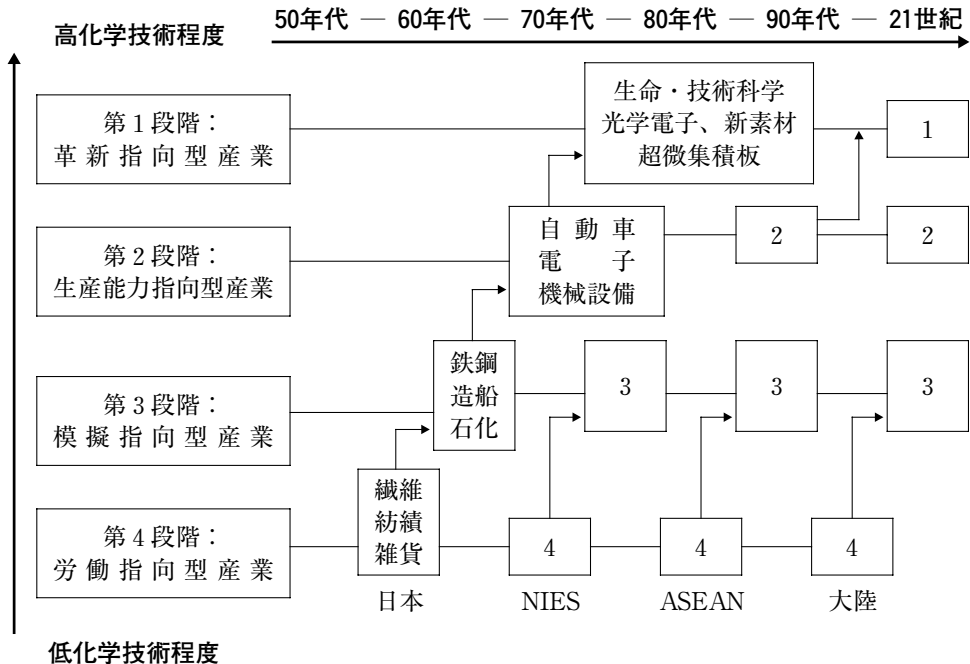 50年代 — 60年代 — 70年代 — 80年代 — 90年代 — 21世紀
高化学技術程度
第1段階：
革新指向型産業
生命・技術科学
光学電子、新素材
超微集積板
1
第2段階：
生産能力指向型産業
自動車
電子
機械設備
2
2
第3段階：
模擬指向型産業
鉄鋼
造船
石化
3
3
3
第4段階：
労働指向型産業
繊維
紡績
雑貨
4
4
4
日本
NIES
ASEAN
大陸
低化学技術程度